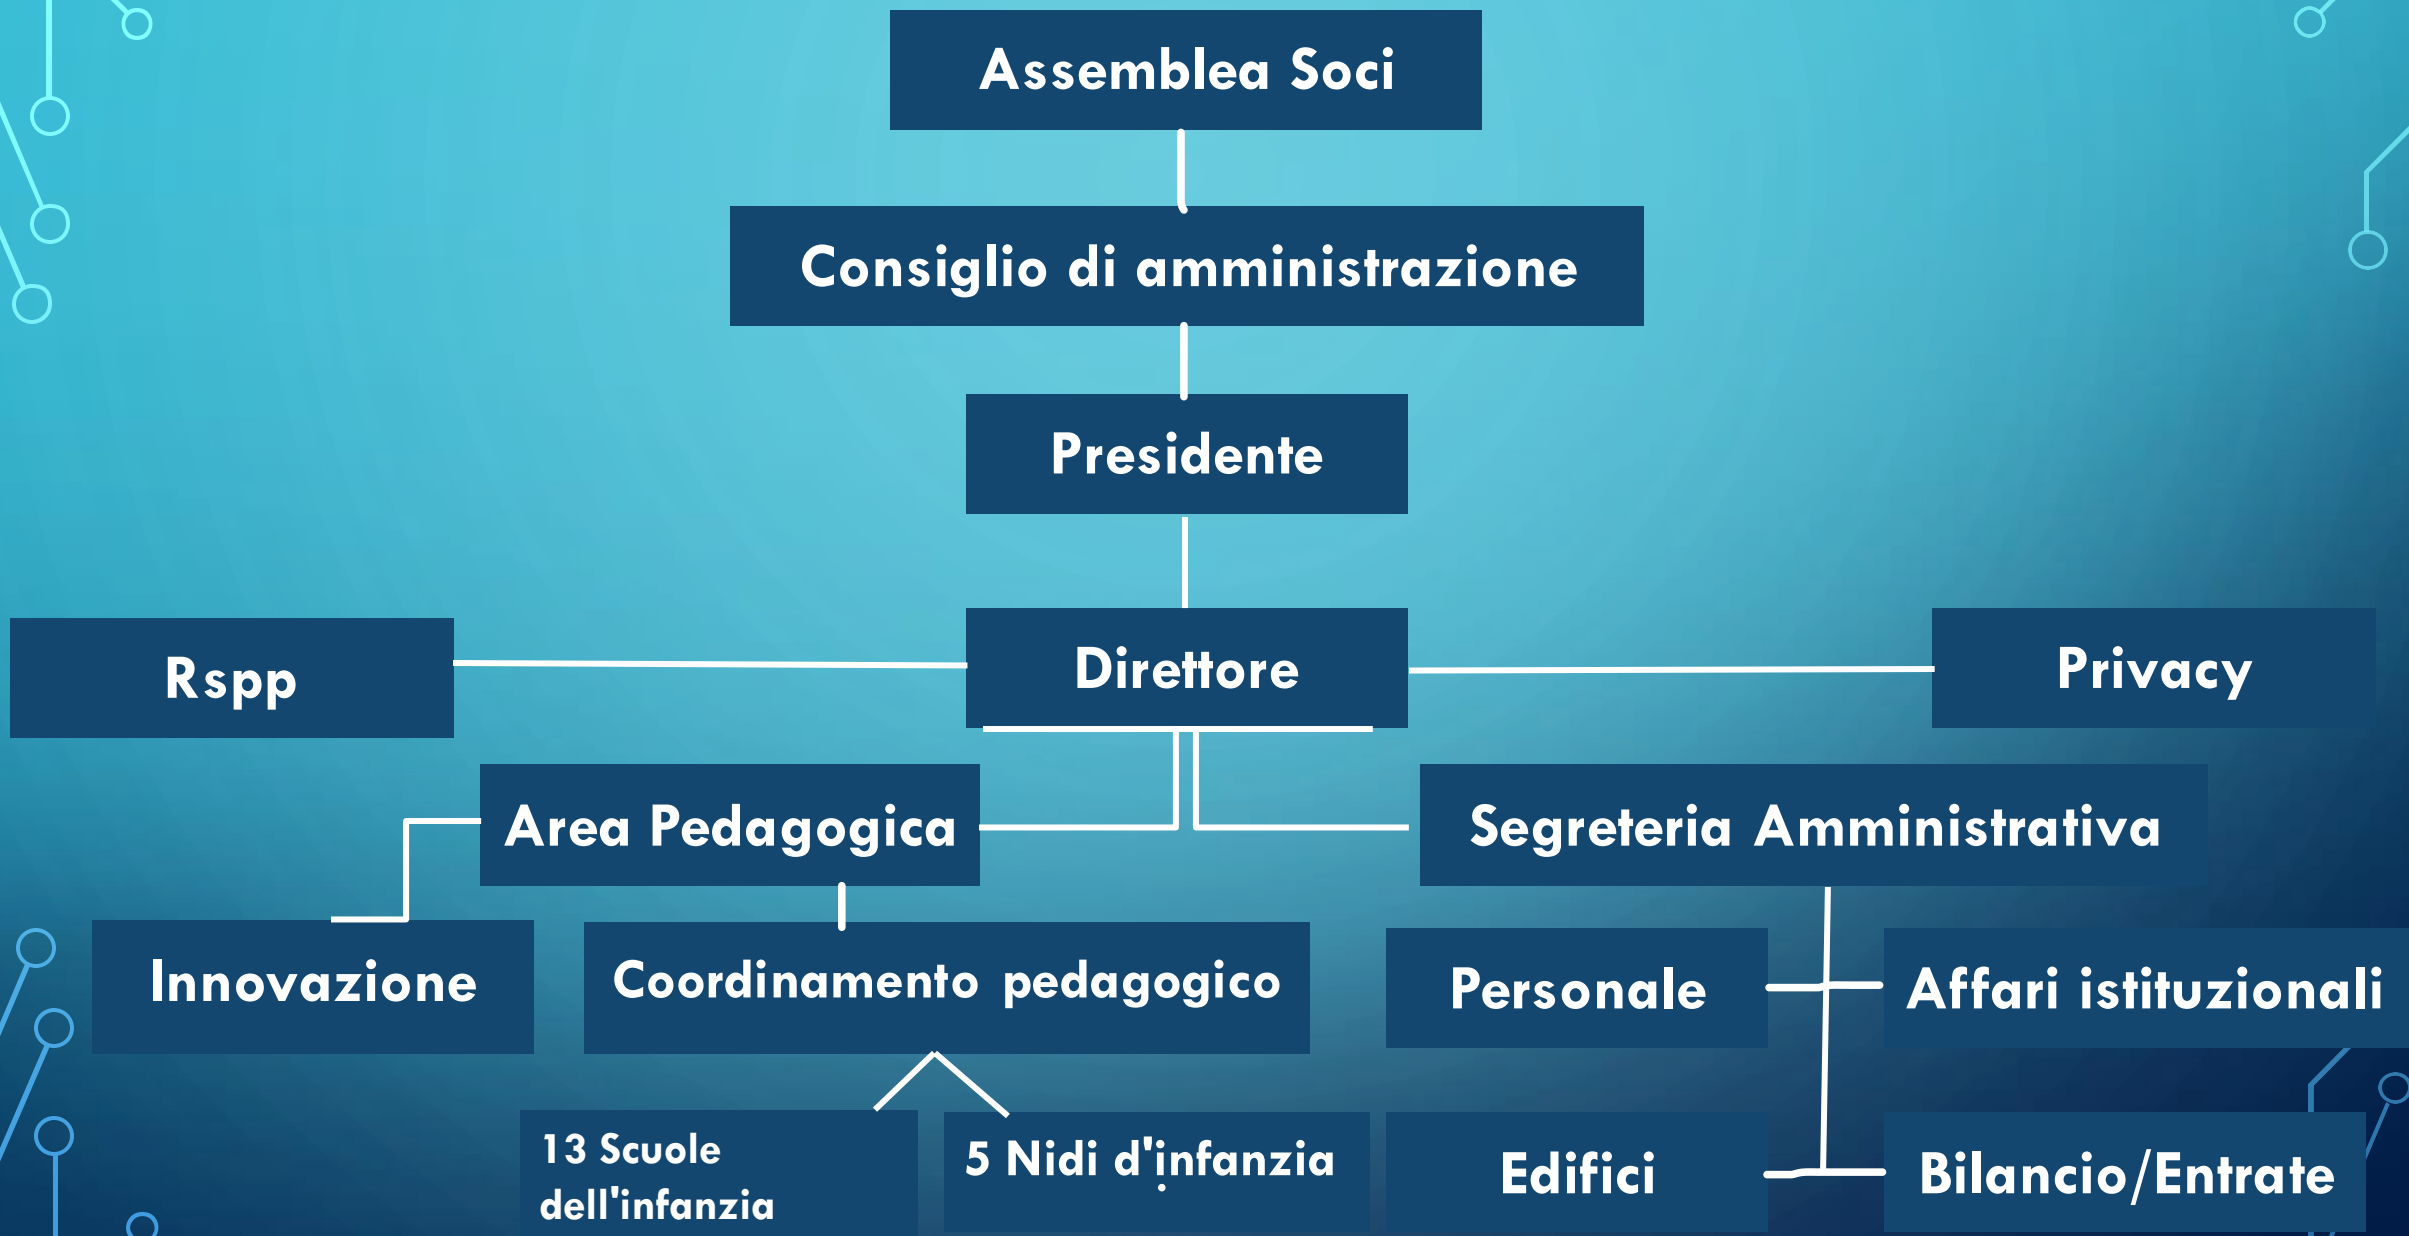 Assemblea Soci
Consiglio di amministrazione
Presidente
Rspp
Direttore
Privacy
Area Pedagogica
Segreteria Amministrativa
Innovazione
Coordinamento pedagogico
Personale
Affari istituzionali
13 Scuole
dell'infanzia
5 Nidi d'infanzia
.
Edifici
Bilancio/Entrate